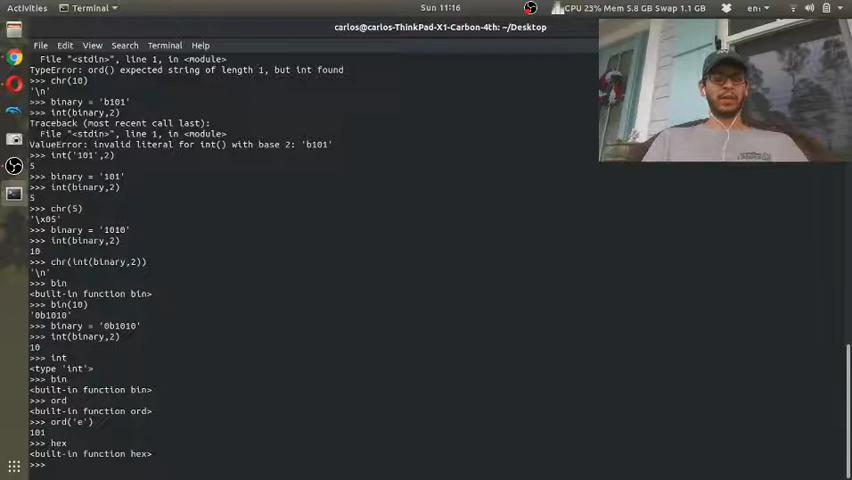 Activities
Terminal
Sun 11:16
CPU 23% Mem 5.8 GB Swap 1.1 GB
en
carlos@carlos-ThinkPad-X1-Carbon-4th: ~/Desktop
File Edit View Search Terminal Help
File "<stdin>", line 1, in <module>
TypeError: ord() expected string of length 1, but int found
>>> chr(10)
'\n'
>>> binary = 'b101'
>>> int(binary,2)
Traceback (most recent call last):
File "<stdin>", line 1, in <module>
ValueError: invalid literal for int() with base 2: 'b101'
>>> int('101',2)
5
>>> binary = '101'
>>> int(binary,2)
5
>>> chr(5)
'\x05'
>>> binary = '1010'
>>> int(binary,2)
10
>>> chr(int(binary,2))
'\n'
>>> bin
<built-in function bin>
>>> bin(10)
'0b1010'
>>> binary = '0b1010'
>>> int(binary,2)
10
>>> int
<type 'int'>
>>> bin
<built-in function bin>
>>> ord
<built-in function ord>
>>> ord('e')
101
>>> hex
<built-in function hex>
>>>